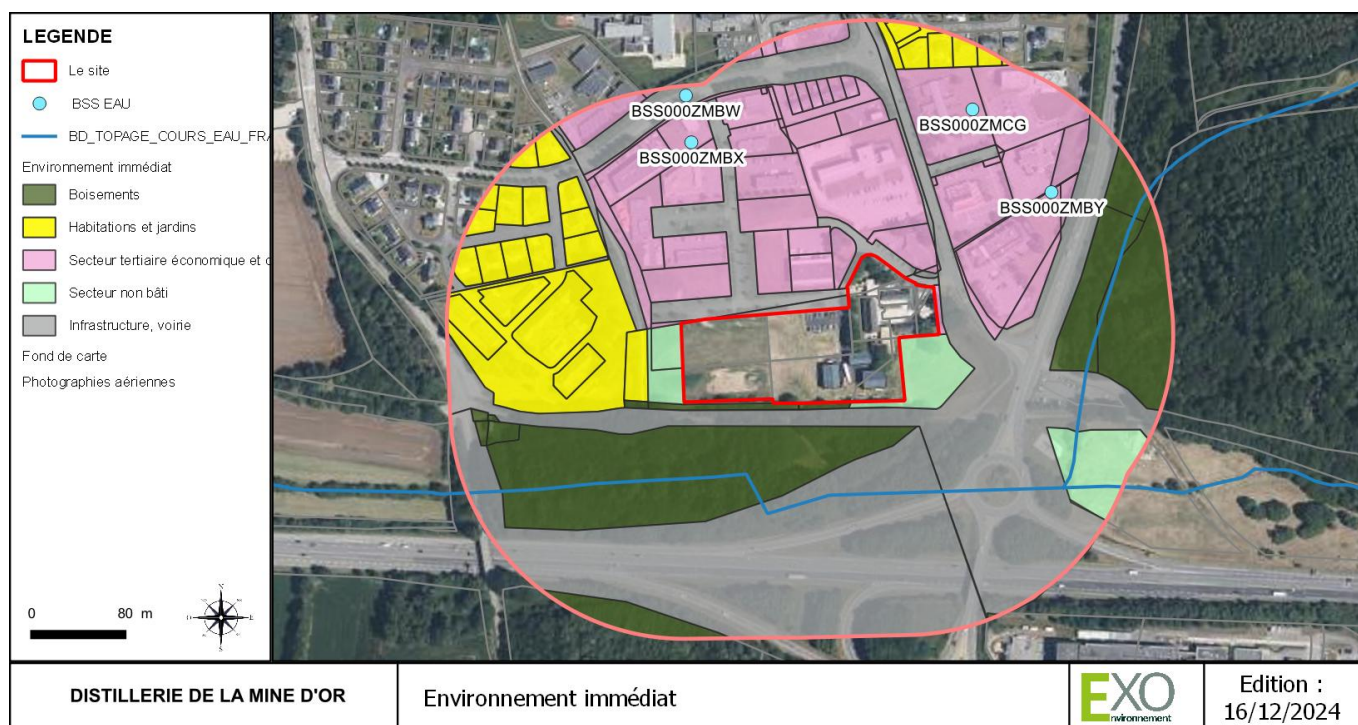 LEGENDE
Le site
BSS EAU
BD_TOPAGE_COURS_EAU_FRA
Environnement immédiat
Boisements
Habitations et jardins
Secteur tertiaire économique et c
Secteur non bâti
Infrastructure, voirie
Fond de carte
Photographies aériennes
0 80 m
N
O E
S
BSS000ZMBW
BSS000ZMCG
BSS000ZMBX
BSS000ZMBY
DISTILLERIE DE LA MINE D'OR
Environnement immédiat
EXO
nvironnement
Edition :
16/12/2024